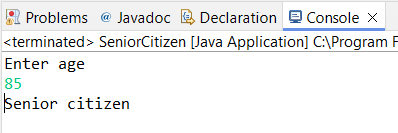 Problems @ Javadoc Declaration Console
<terminated> SeniorCitizen [Java Application] C:\Program F
Enter age
85
Senior citizen